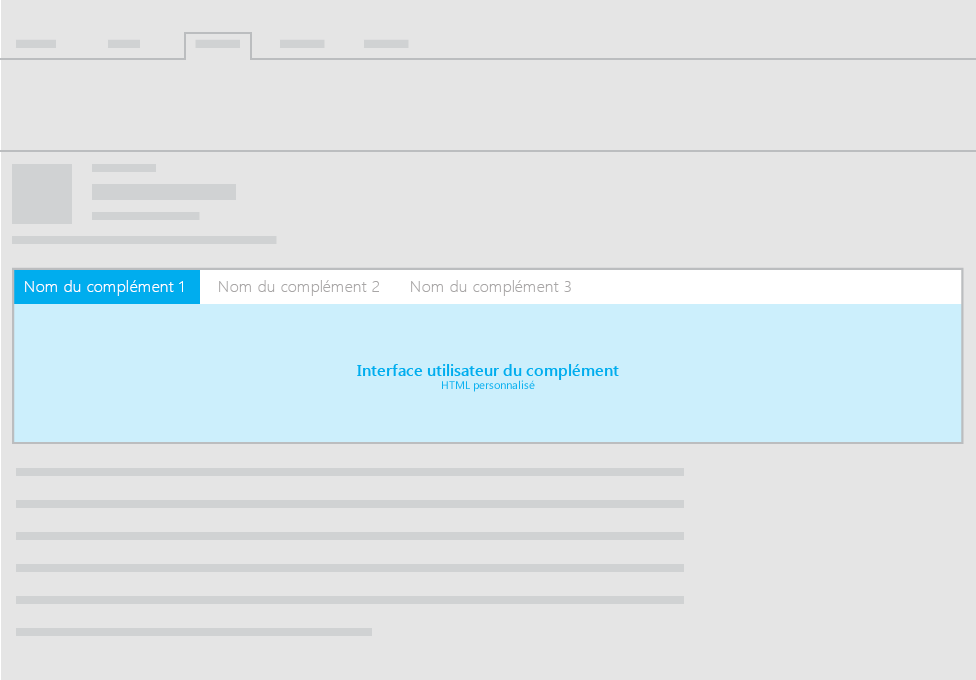 Nom du complément 1
Nom du complément 2
Nom du complément 3
Interface utilisateur du complément
HTML personnalisé